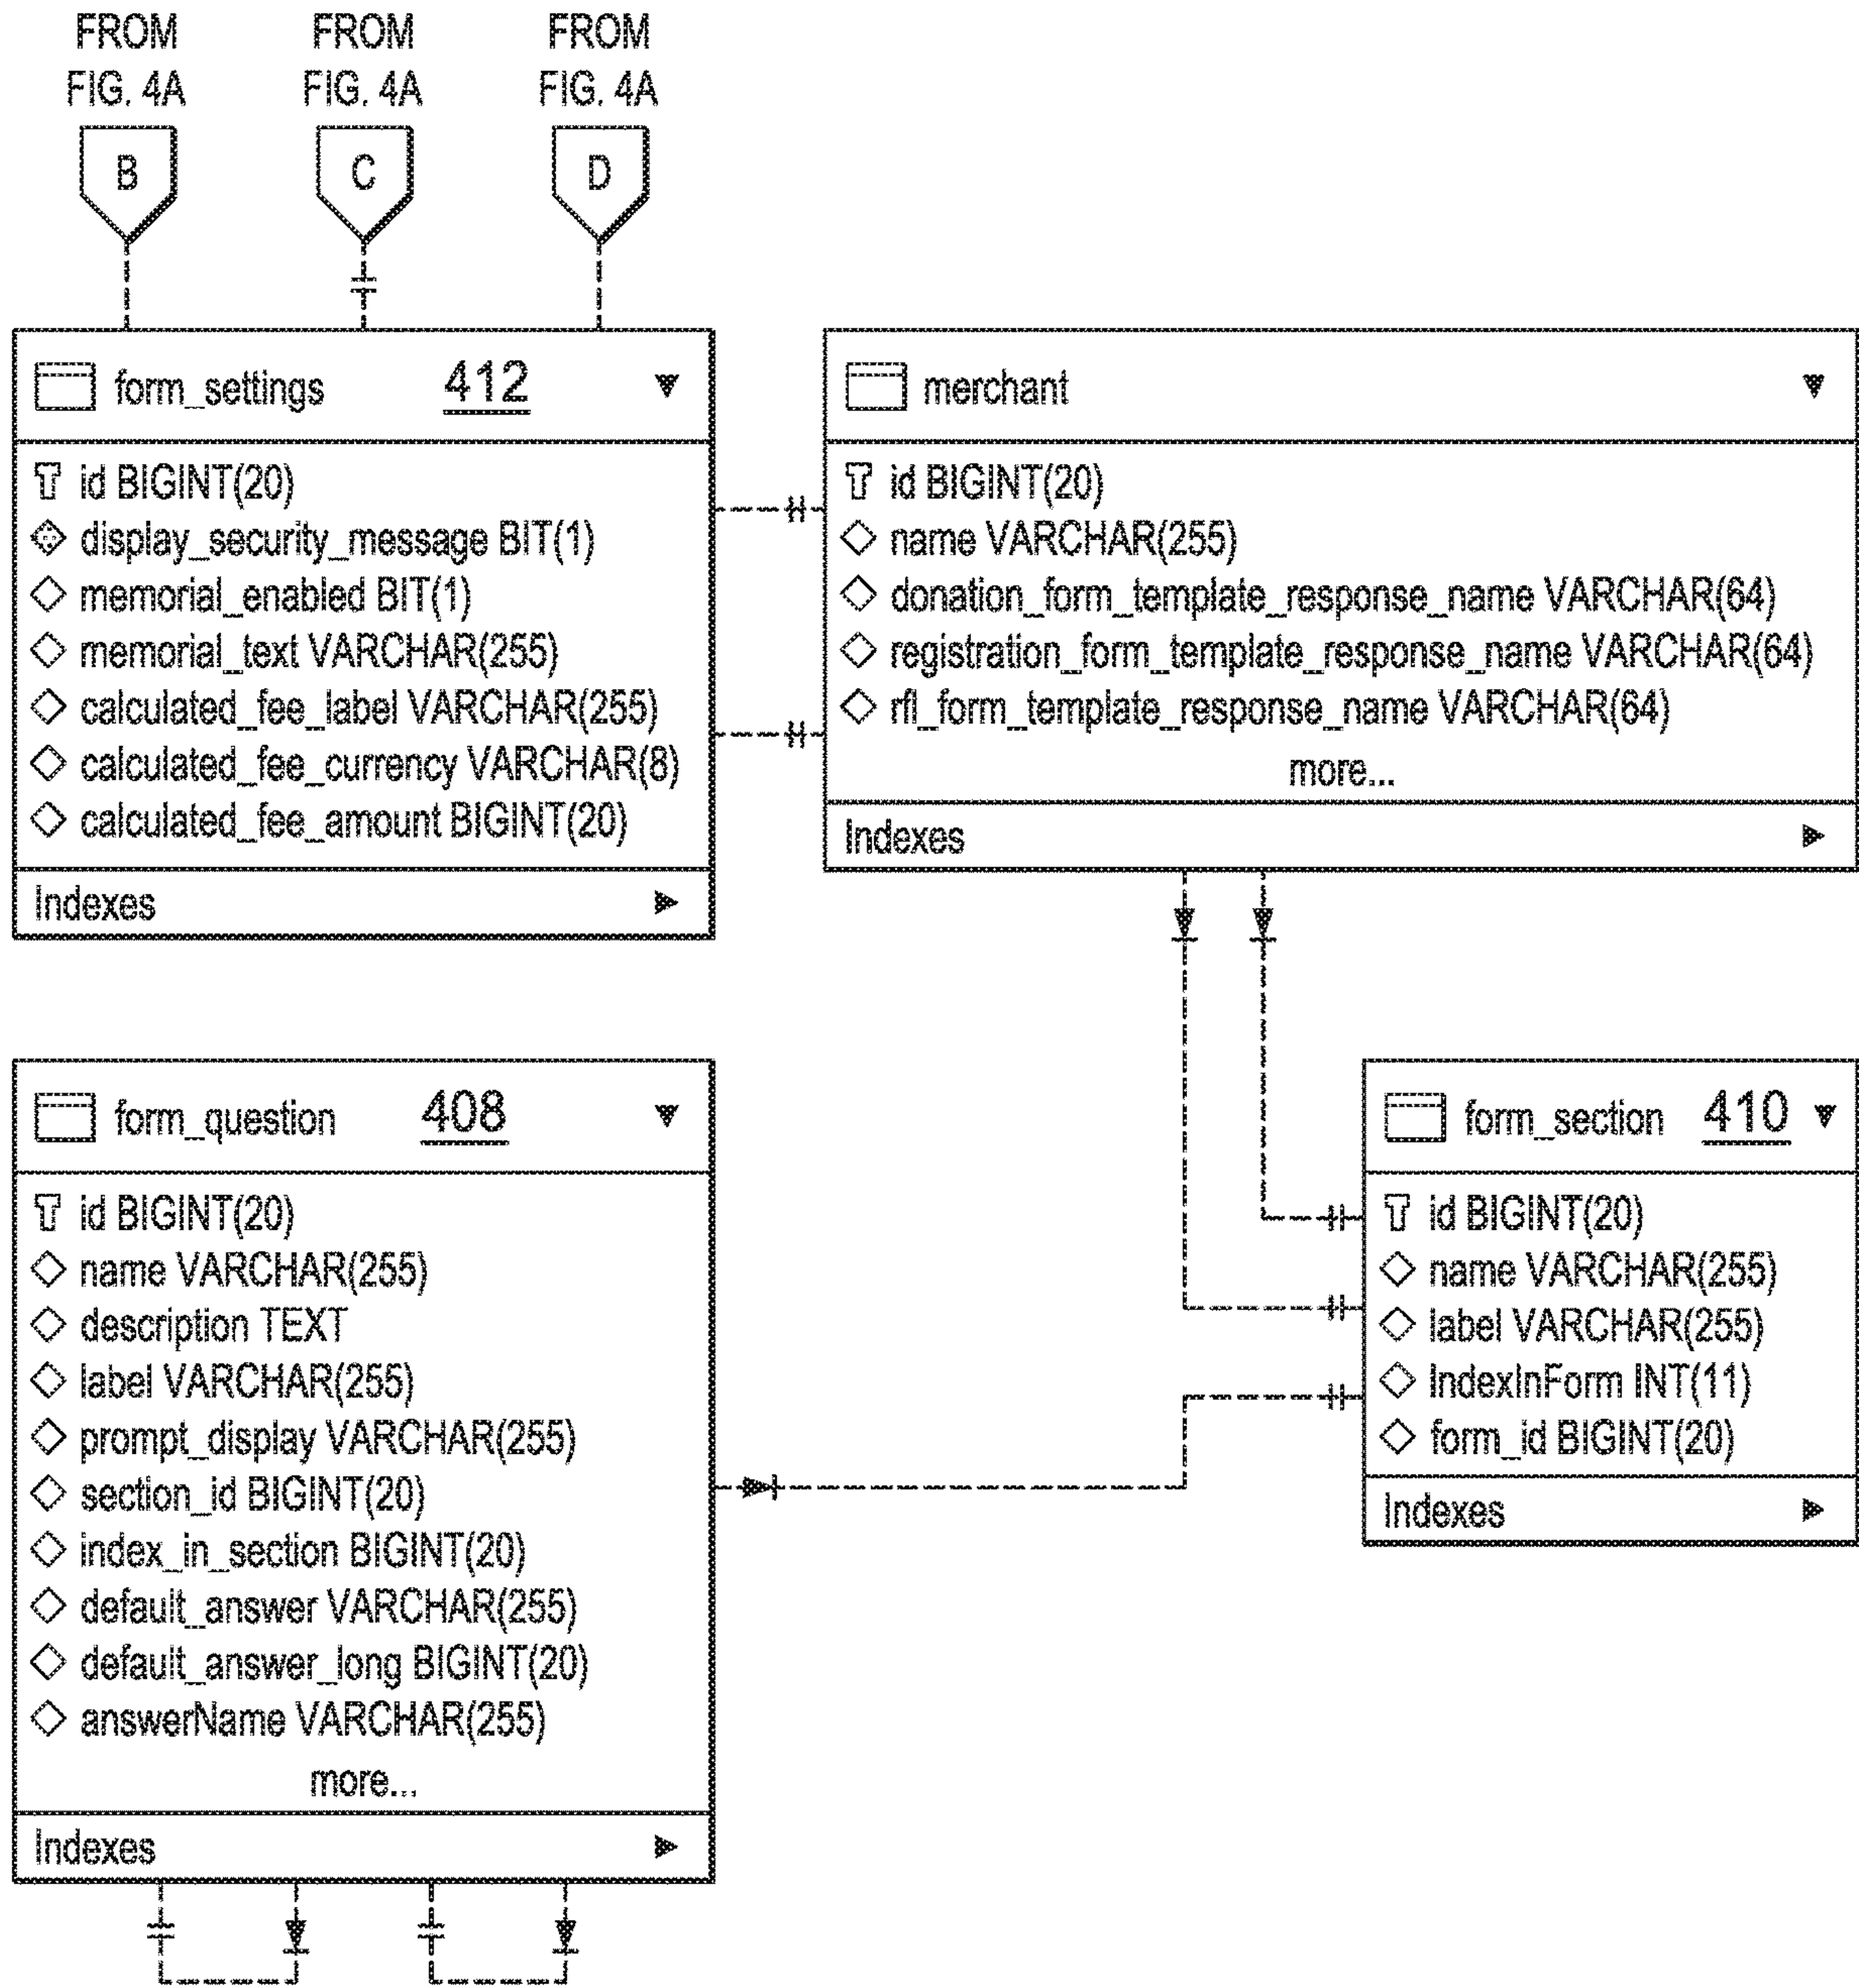 FROM FIG. 4A
FROM FIG. 4A
FROM FIG. 4A
B
C
D
form_settings 412
id BIGINT(20)
display_security_message BIT(1)
memorial_enabled BIT(1)
memorial_text VARCHAR(255)
calculated_fee_label VARCHAR(255)
calculated_fee_currency VARCHAR(8)
calculated_fee_amount BIGINT(20)
Indexes
merchant
id BIGINT(20)
name VARCHAR(255)
donation_form_template_response_name VARCHAR(64)
registration_form_template_response_name VARCHAR(64)
rfl_form_template_response_name VARCHAR(64)
more...
Indexes
form_question 408
id BIGINT(20)
name VARCHAR(255)
description TEXT
label VARCHAR(255)
prompt_display VARCHAR(255)
section_id BIGINT(20)
index_in_section BIGINT(20)
default_answer VARCHAR(255)
default_answer_long BIGINT(20)
answerName VARCHAR(255)
more...
Indexes
form_section 410
id BIGINT(20)
name VARCHAR(255)
label VARCHAR(255)
IndexInForm INT(11)
form_id BIGINT(20)
Indexes